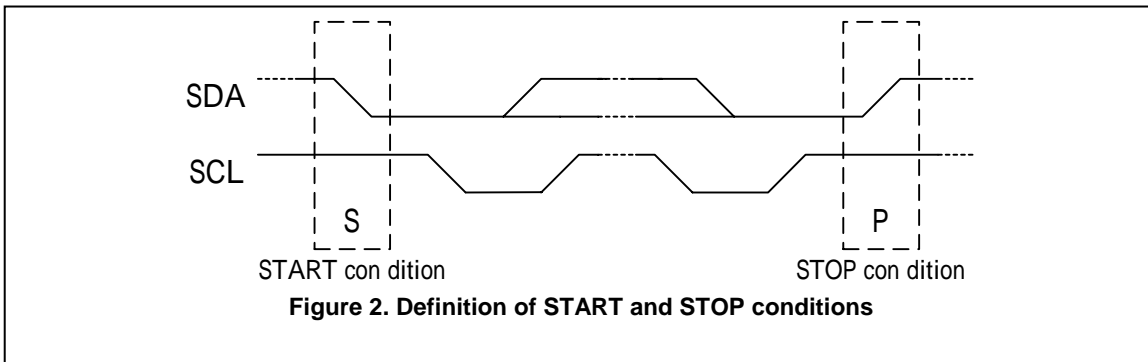 SDA
SCL
S
P
START con dition
STOP con dition
Figure 2. Definition of START and STOP conditions